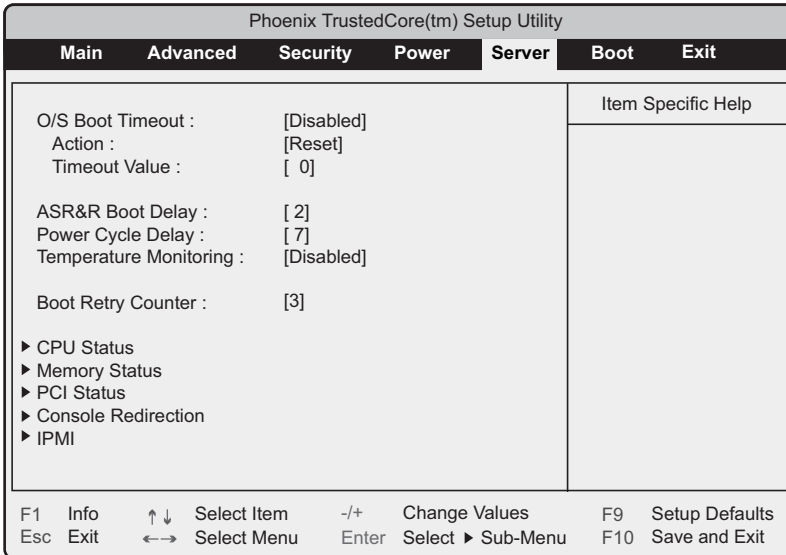 Phoenix TrustedCore(tm) Setup Utility
Main Advanced Security Power Server Boot Exit
Item Specific Help
O/S Boot Timeout : [Disabled]
Action : [Reset]
Timeout Value : [ 0]
ASR&R Boot Delay : [ 2]
Power Cycle Delay : [ 7]
Temperature Monitoring : [Disabled]
Boot Retry Counter : [3]
▶ CPU Status
▶ Memory Status
▶ PCI Status
▶ Console Redirection
▶ IPMI
F1 Info ↑↓ Select Item -/+ Change Values F9 Setup Defaults
Esc Exit ←→ Select Menu Enter Select ▶ Sub-Menu F10 Save and Exit